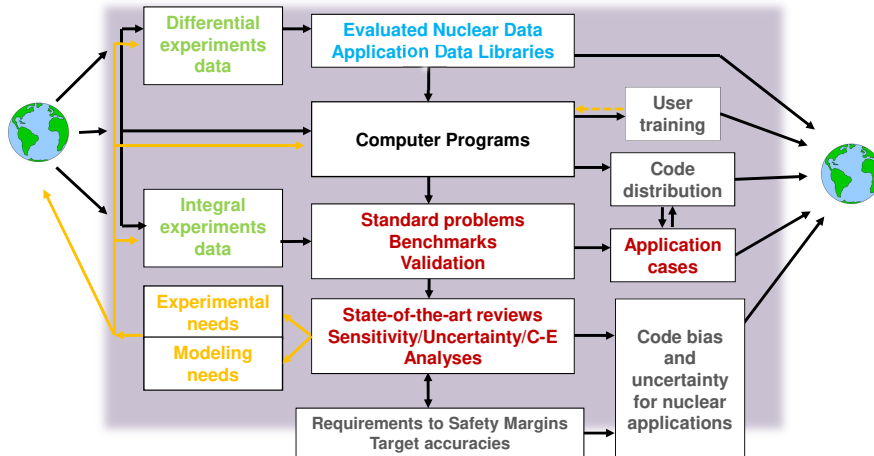 Differential
experiments
data
Evaluated Nuclear Data
Application Data Libraries
Computer Programs
User
training
Code
distribution
Integral
experiments
data
Standard problems
Benchmarks
Validation
Application
cases
Experimental
needs
Modeling
needs
State-of-the-art reviews
Sensitivity/Uncertainty/C-E
Analyses
Code bias
and
uncertainty
for nuclear
applications
Requirements to Safety Margins
Target accuracies